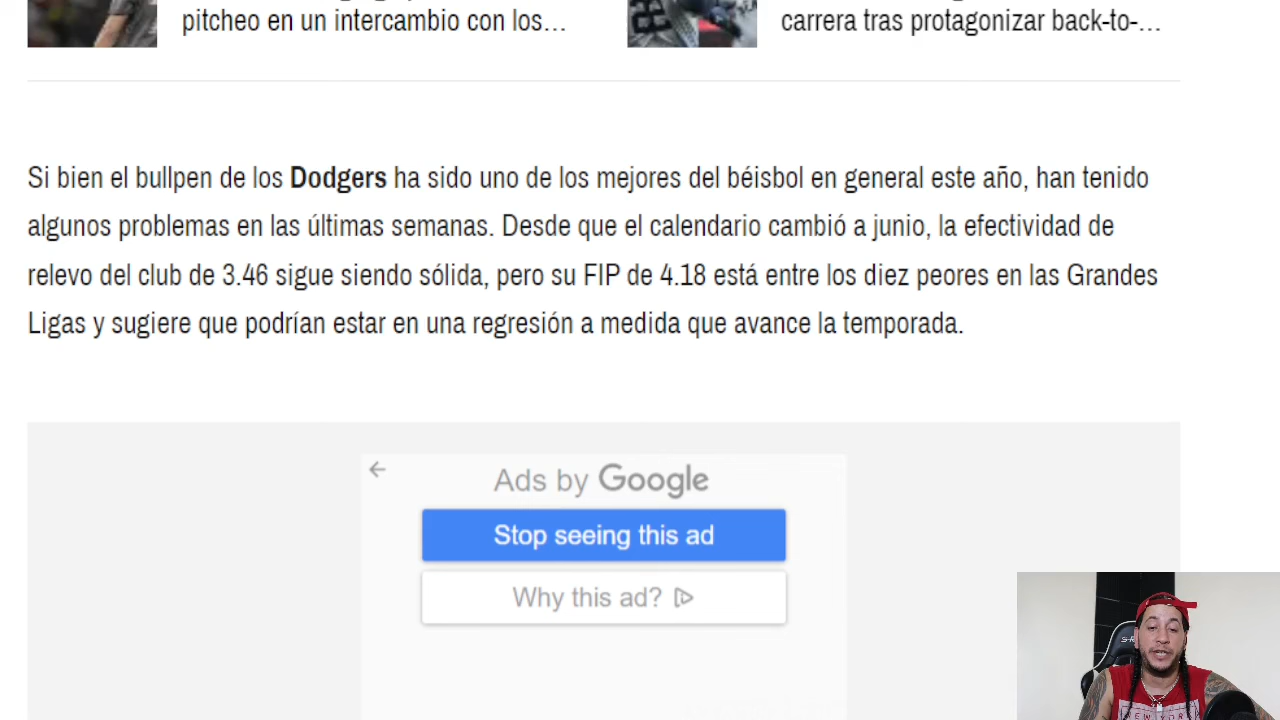 pitcheo en un intercambio con los...
carrera tras protagonizar back-to-...
Si bien el bullpen de los Dodgers ha sido uno de los mejores del béisbol en general este año, han tenido
algunos problemas en las últimas semanas. Desde que el calendario cambió a junio, la efectividad de
relevo del club de 3.46 sigue siendo sólida, pero su FIP de 4.18 está entre los diez peores en las Grandes
Ligas y sugiere que podrían estar en una regresión a medida que avance la temporada.
Ads by Google
Stop seeing this ad
Why this ad?
NEW YORK